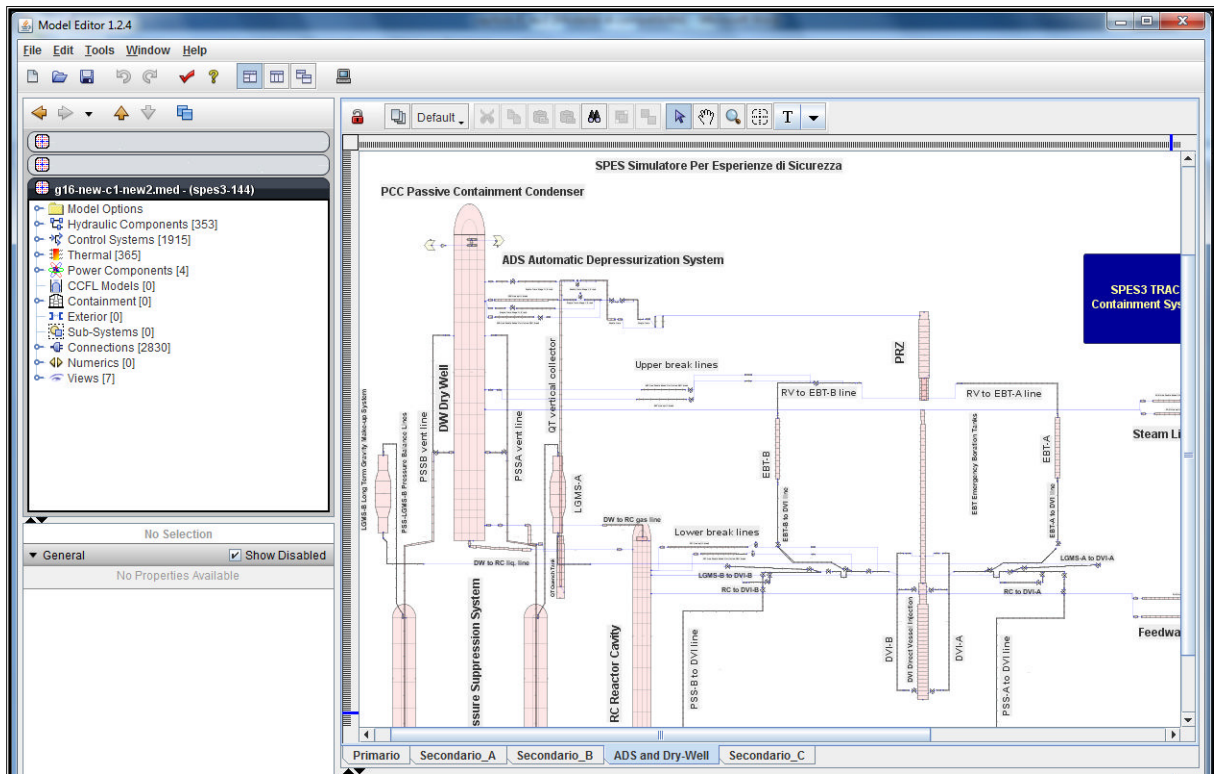 Model Editor 1.2.4
File Edit Tools Window Help
Default
g16-new-c1-new2.med - (spes3-144)
Model Options
Hydraulic Components [353]
Control Systems [1915]
Thermal [365]
Power Components [4]
CCFL Models [0]
Containment [0]
Exterior [0]
Sub-Systems [0]
Connections [2830]
Numerics [0]
Views [7]
No Selection
General
Show Disabled
No Properties Available
T
SPES Simulatore Per Esperienze di Sicurezza
PCC Passive Containment Condenser
ADS Automatic Depressurization System
SPES3 TRAC
Containment Sys
PRZ
Upper break lines
RV to EBT-B line
RV to EBT-A line
DW Dry Well
QT vertical collector
PSSB vent line
PSSA vent line
LGMS-B Long Term Gravity Make-up System
PSS-LGMS-B Pressure Balance Lines
LGMS-A
EBT-B
EBT Emergency Boration Tanks
EBT-A
Steam Li
DW to RC gas line
Lower break lines
EBT-B to DVI line
EBT-A to DVI line
DW to RC liq. line
QT Quench Tank
LGMS-B to DVI-B
RC to DVI-B
LGMS-A to DVI-A
RC to DVI-A
ssure Suppression System
RC Reactor Cavity
PSS-B to DVI line
DVI-B
DVI Direct Vessel Injection
DVI-A
PSS-A to DVI line
Feedwa
Primario
Secondario_A
Secondario_B
ADS and Dry-Well
Secondario_C